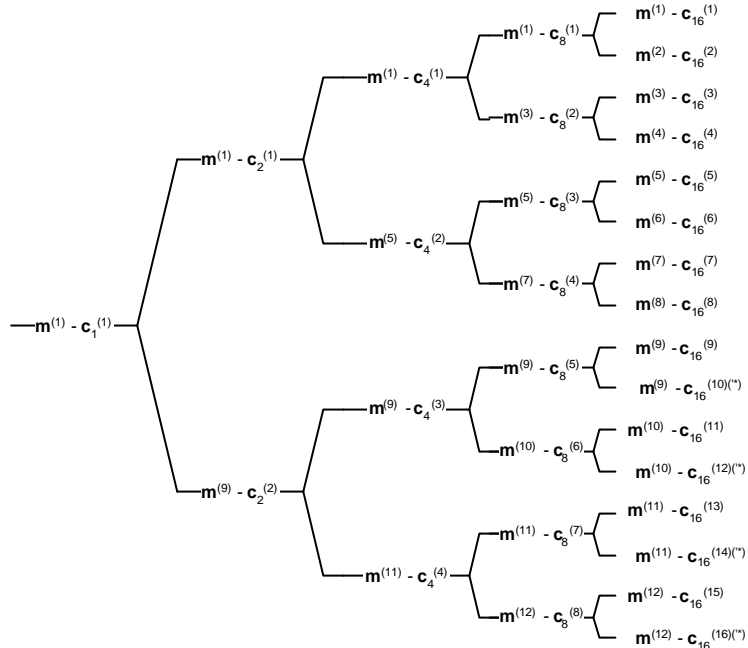 m⁽¹⁾ - c₁₆⁽¹⁾
m⁽¹⁾ - c₈⁽¹⁾
m⁽²⁾ - c₁₆⁽²⁾
m⁽¹⁾ - c₄⁽¹⁾
m⁽³⁾ - c₁₆⁽³⁾
m⁽³⁾ - c₈⁽²⁾
m⁽⁴⁾ - c₁₆⁽⁴⁾
m⁽¹⁾ - c₂⁽¹⁾
m⁽⁵⁾ - c₁₆⁽⁵⁾
m⁽⁵⁾ - c₈⁽³⁾
m⁽⁶⁾ - c₁₆⁽⁶⁾
m⁽⁵⁾ - c₄⁽²⁾
m⁽⁷⁾ - c₁₆⁽⁷⁾
m⁽⁷⁾ - c₈⁽⁴⁾
m⁽⁸⁾ - c₁₆⁽⁸⁾
m⁽¹⁾ - c₁⁽¹⁾
m⁽⁹⁾ - c₁₆⁽⁹⁾
m⁽⁹⁾ - c₈⁽⁵⁾
m⁽⁹⁾ - c₁₆⁽¹⁰⁾⁽'*⁾
m⁽⁹⁾ - c₄⁽³⁾
m⁽¹⁰⁾ - c₁₆⁽¹¹⁾
m⁽¹⁰⁾ - c₈⁽⁶⁾
m⁽¹⁰⁾ - c₁₆⁽¹²⁾⁽'*⁾
m⁽⁹⁾ - c₂⁽²⁾
m⁽¹¹⁾ - c₁₆⁽¹³⁾
m⁽¹¹⁾ - c₈⁽⁷⁾
m⁽¹¹⁾ - c₁₆⁽¹⁴⁾⁽'*⁾
m⁽¹¹⁾ - c₄⁽⁴⁾
m⁽¹²⁾ - c₁₆⁽¹⁵⁾
m⁽¹²⁾ - c₈⁽⁸⁾
m⁽¹²⁾ - c₁₆⁽¹⁶⁾⁽'*⁾